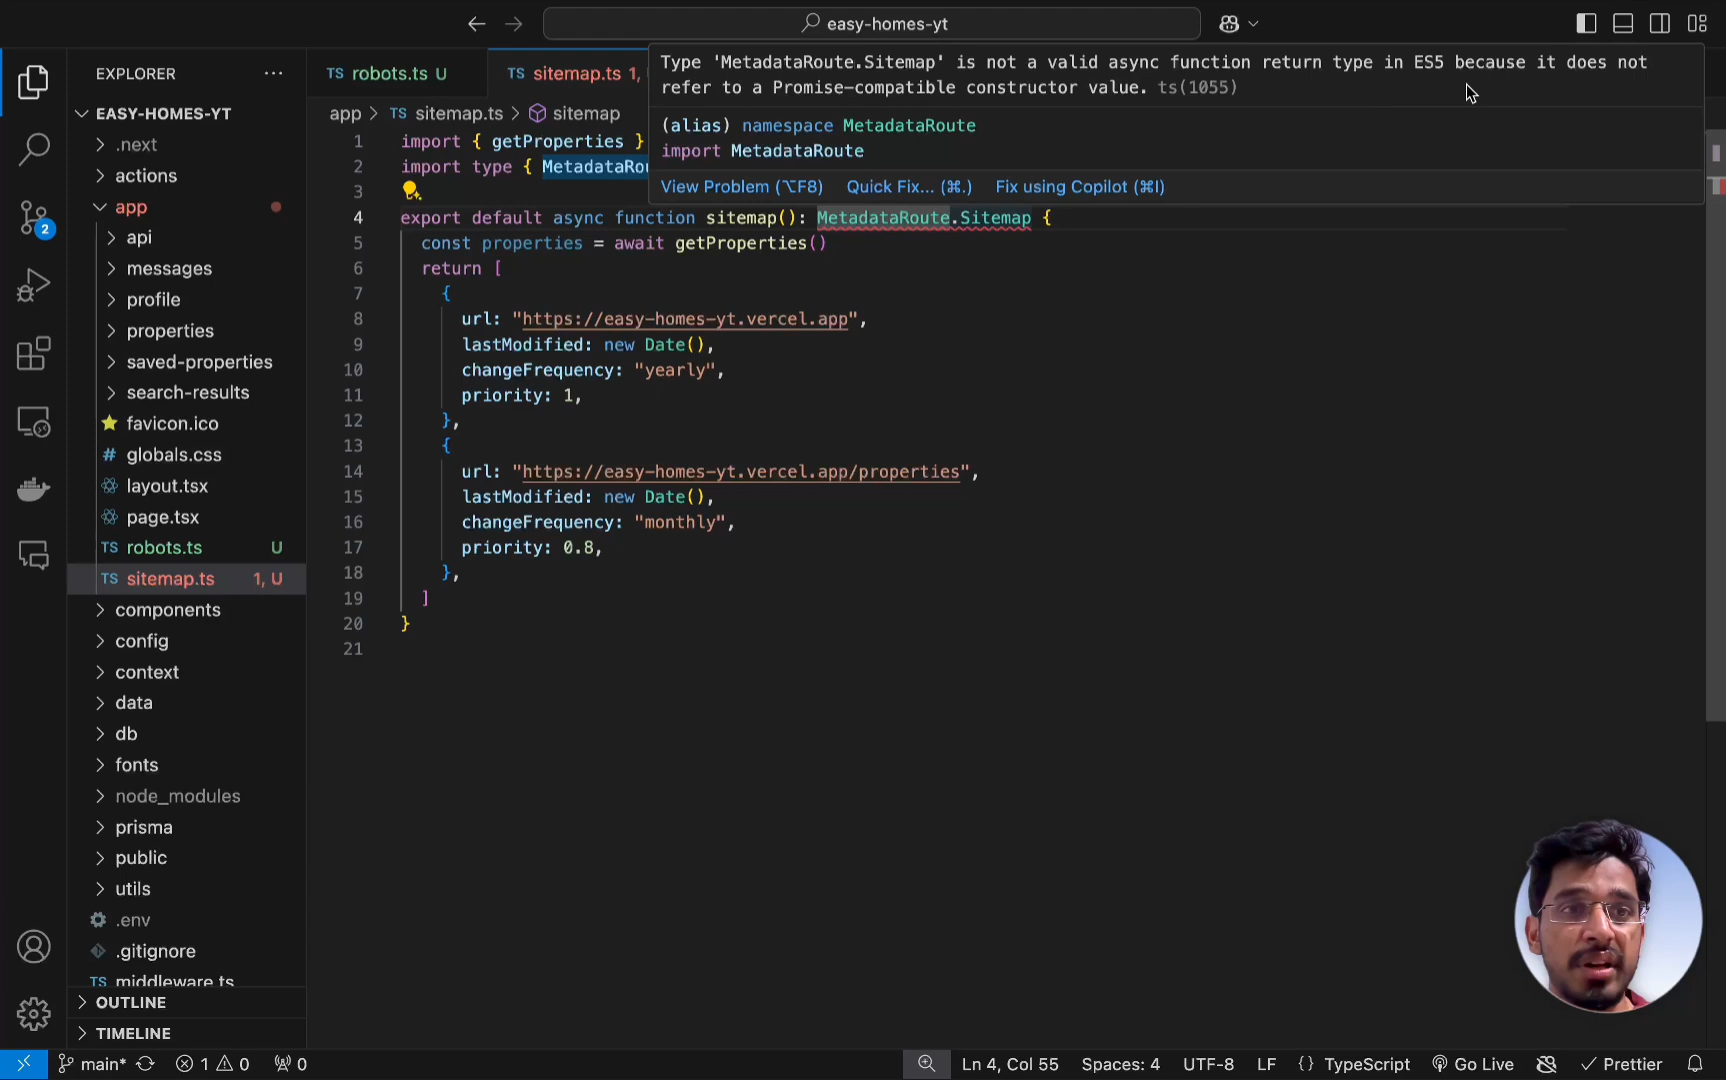 easy-homes-yt
EXPLORER
EASY-HOMES-YT
.next
actions
app
api
messages
profile
properties
saved-properties
search-results
favicon.ico
globals.css
layout.tsx
page.tsx
TS robots.ts U
TS sitemap.ts 1, U
components
config
context
data
db
fonts
node_modules
prisma
public
utils
.env
.gitignore
TS middleware.ts
OUTLINE
TIMELINE
2
TS robots.ts U
TS sitemap.ts 1,
app > TS sitemap.ts > sitemap
Type 'MetadataRoute.Sitemap' is not a valid async function return type in ES5 because it does not
refer to a Promise-compatible constructor value. ts(1055)
(alias) namespace MetadataRoute
import MetadataRoute
View Problem (⌥F8) Quick Fix... (⌘.) Fix using Copilot (⌘I)
1 import { getProperties }
2 import type { MetadataRou
3
4 export default async function sitemap(): MetadataRoute.Sitemap {
5 const properties = await getProperties()
6 return [
7 {
8 url: "https://easy-homes-yt.vercel.app",
9 lastModified: new Date(),
10 changeFrequency: "yearly",
11 priority: 1,
12 },
13 {
14 url: "https://easy-homes-yt.vercel.app/properties",
15 lastModified: new Date(),
16 changeFrequency: "monthly",
17 priority: 0.8,
18 },
19 ]
20 }
21
main* 1 0 0 Ln 4, Col 55 Spaces: 4 UTF-8 LF {} TypeScript Go Live Prettier